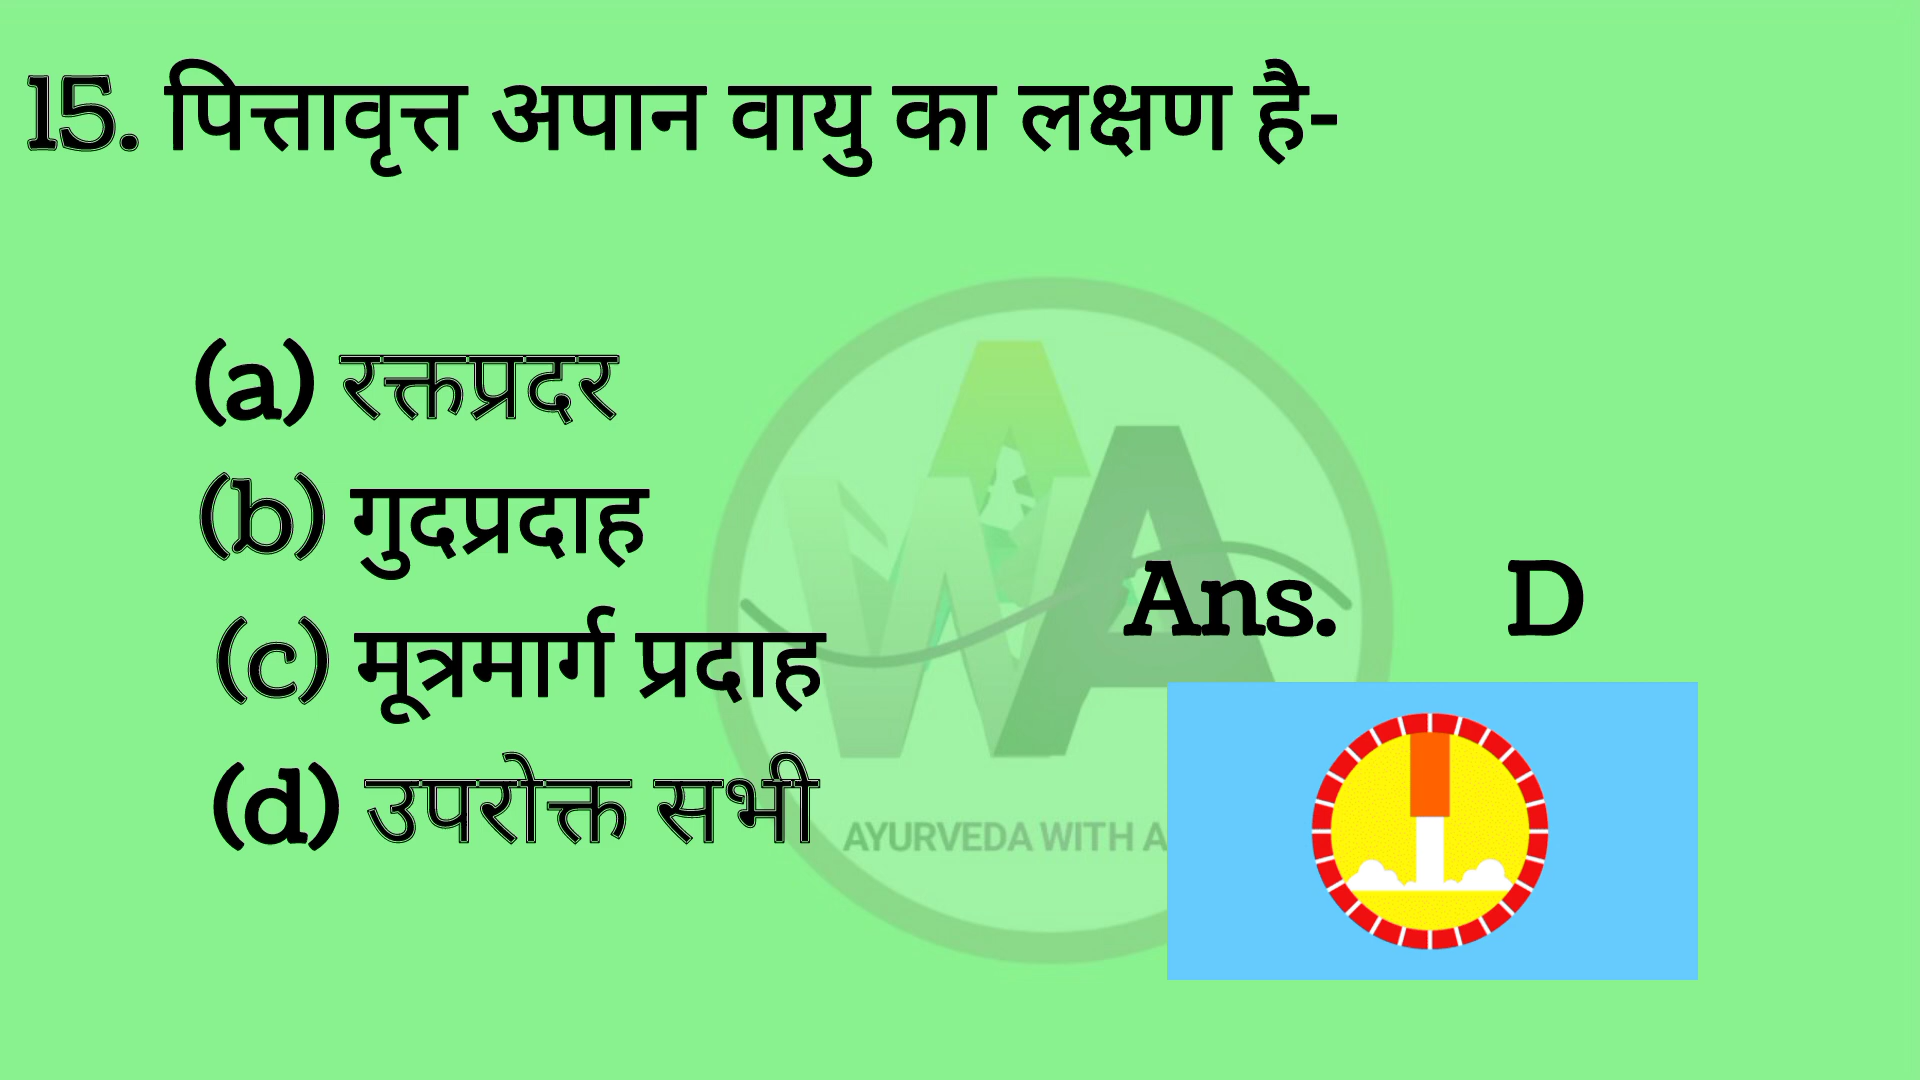 15. पित्तावृत्त अपान वायु का लक्षण है-
(a) रक्तप्रदर
(b) गुदप्रदाह
(c) मूत्रमार्ग प्रदाह
(d) उपरोक्त सभी
Ans. D
AYURVEDA WITH A